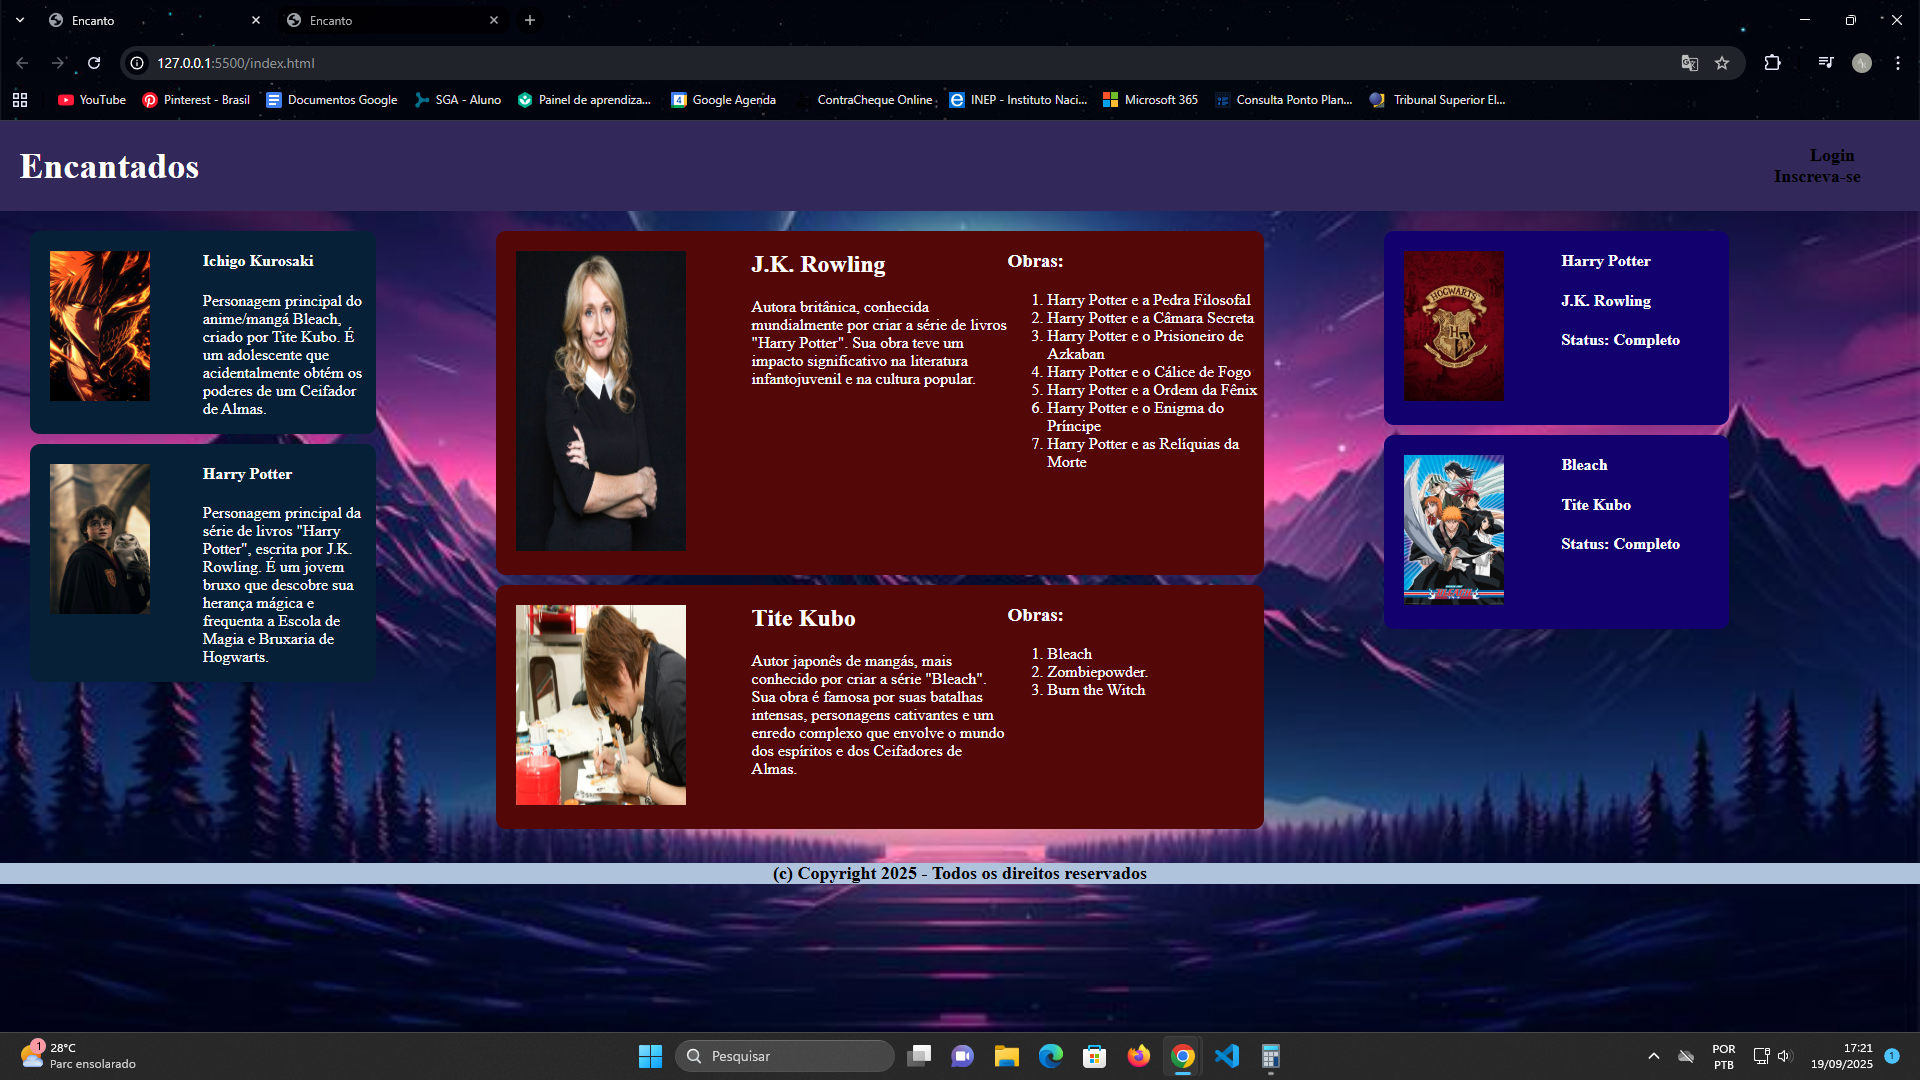 Encanto
Encanto
127.0.0.1:5500/index.html
YouTube
Pinterest - Brasil
Documentos Google
SGA - Aluno
Painel de aprendiza...
Google Agenda
ContraCheque Online
INEP - Instituto Naci...
Microsoft 365
Consulta Ponto Plan...
Tribunal Superior El...
Encantados
Login
Inscreva-se
Ichigo Kurosaki
Personagem principal do
anime/mangá Bleach,
criado por Tite Kubo. É
um adolescente que
acidentalmente obtém os
poderes de um Ceifador
de Almas.
Harry Potter
Personagem principal da
série de livros "Harry
Potter", escrita por J.K.
Rowling. É um jovem
bruxo que descobre sua
herança mágica e
frequenta a Escola de
Magia e Bruxaria de
Hogwarts.
J.K. Rowling
Autora britânica, conhecida
mundialmente por criar a série de livros
"Harry Potter". Sua obra teve um
impacto significativo na literatura
infantojuvenil e na cultura popular.
Obras:
1. Harry Potter e a Pedra Filosofal
2. Harry Potter e a Câmara Secreta
3. Harry Potter e o Prisioneiro de
Azkaban
4. Harry Potter e o Cálice de Fogo
5. Harry Potter e a Ordem da Fênix
6. Harry Potter e o Enigma do
Príncipe
7. Harry Potter e as Relíquias da
Morte
Tite Kubo
Autor japonês de mangás, mais
conhecido por criar a série "Bleach".
Sua obra é famosa por suas batalhas
intensas, personagens cativantes e um
enredo complexo que envolve o mundo
dos espíritos e dos Ceifadores de
Almas.
Obras:
1. Bleach
2. Zombiepowder.
3. Burn the Witch
HOGWARTS
Harry Potter
J.K. Rowling
Status: Completo
Bleach
Tite Kubo
Status: Completo
(c) Copyright 2025 - Todos os direitos reservados
1
28°C
Parc ensolarado
Pesquisar
POR
PTB
17:21
19/09/2025
1